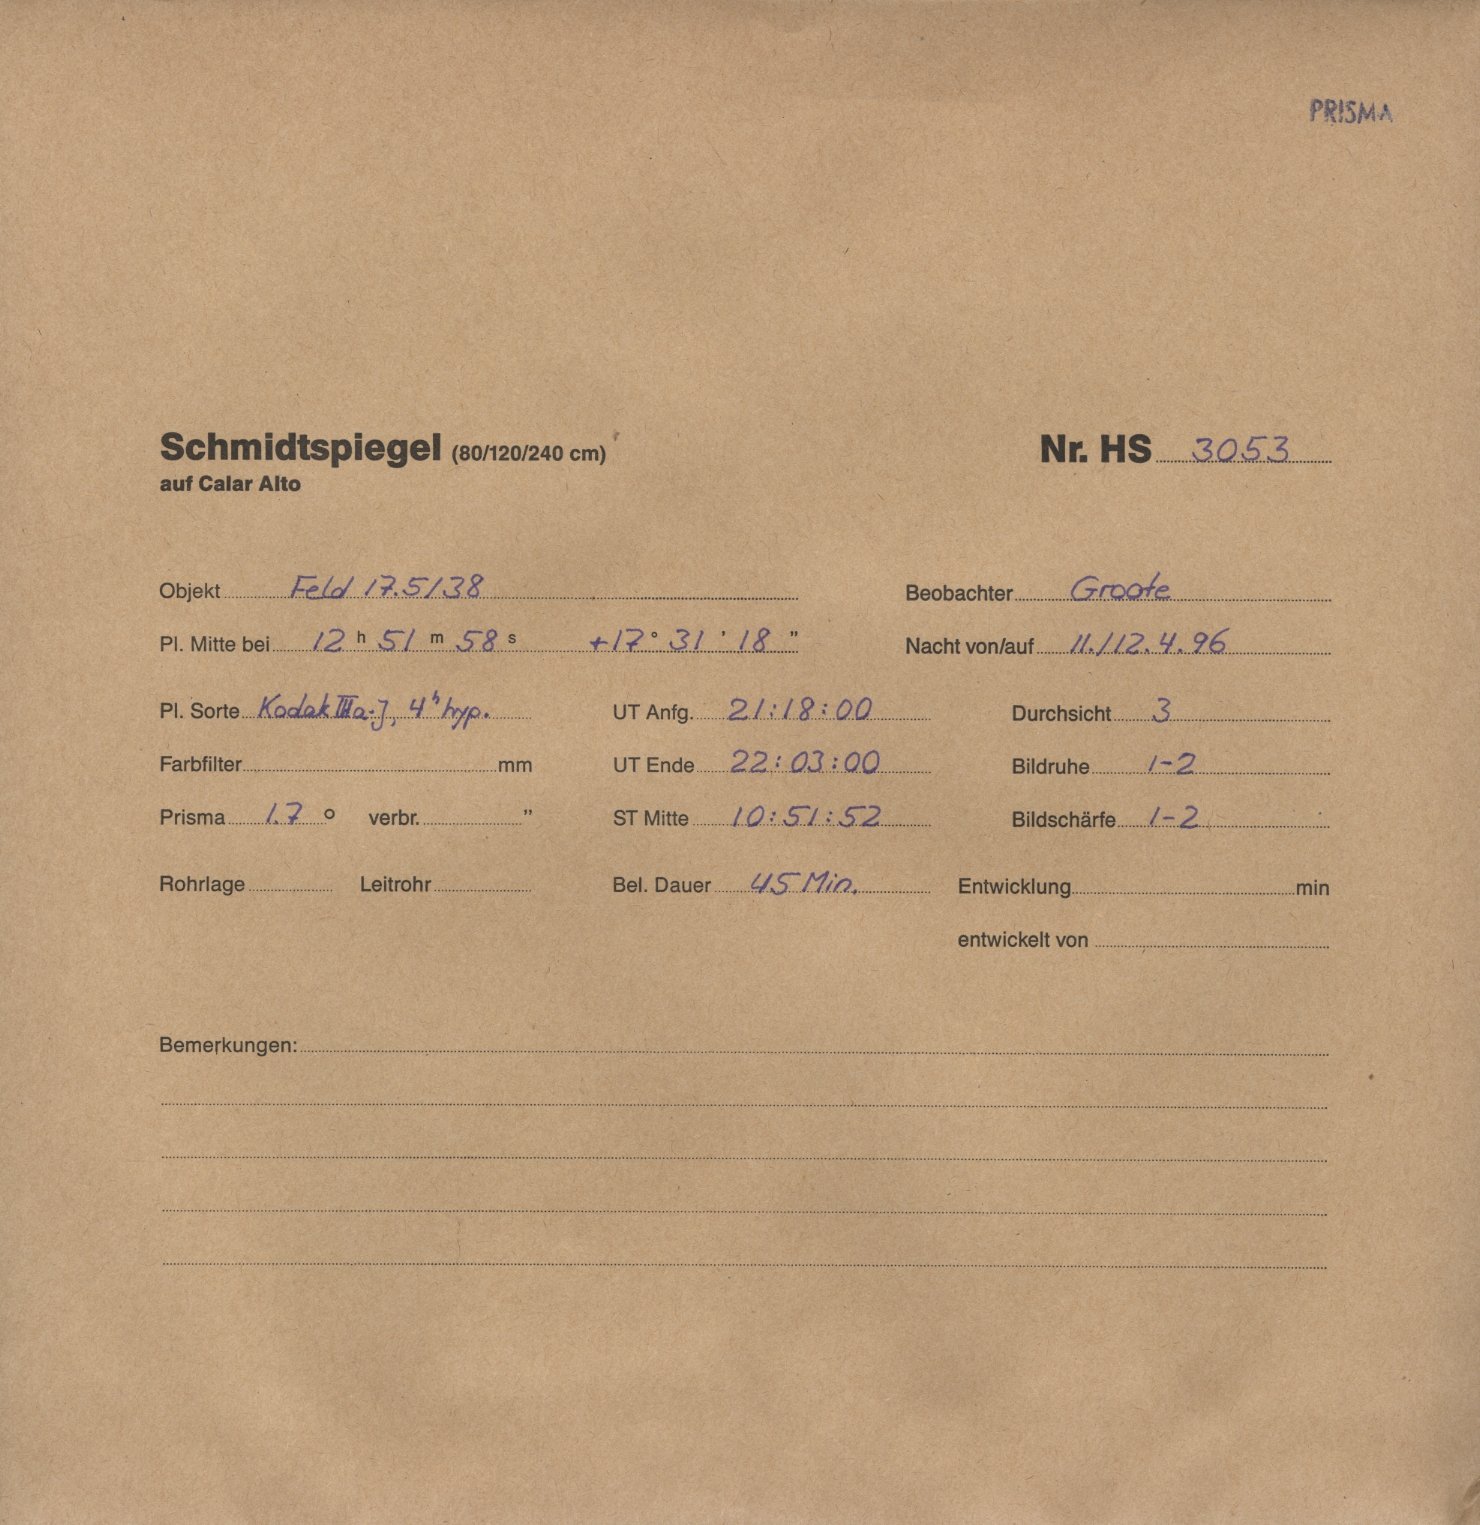 PRISMA
Schmidtspiegel (80/120/240 cm) Nr. HS 3053
auf Calar Alto
Objekt Feld 17.5/38 Beobachter Groote
Pl. Mitte bei 12 h 51 m 58 s +17° 31 ' 18 " Nacht von/auf 11./12.4.96
Pl. Sorte Kodak IIIa-J, 4h hyp. UT Anfg. 21:18:00 Durchsicht 3
Farbfilter mm UT Ende 22:03:00 Bildruhe 1-2
Prisma 1.7 ° verbr. " ST Mitte 10:51:52 Bildschärfe 1-2
Rohrlage Leitrohr Bel. Dauer 45 Min. Entwicklung min
entwickelt von
Bemerkungen: